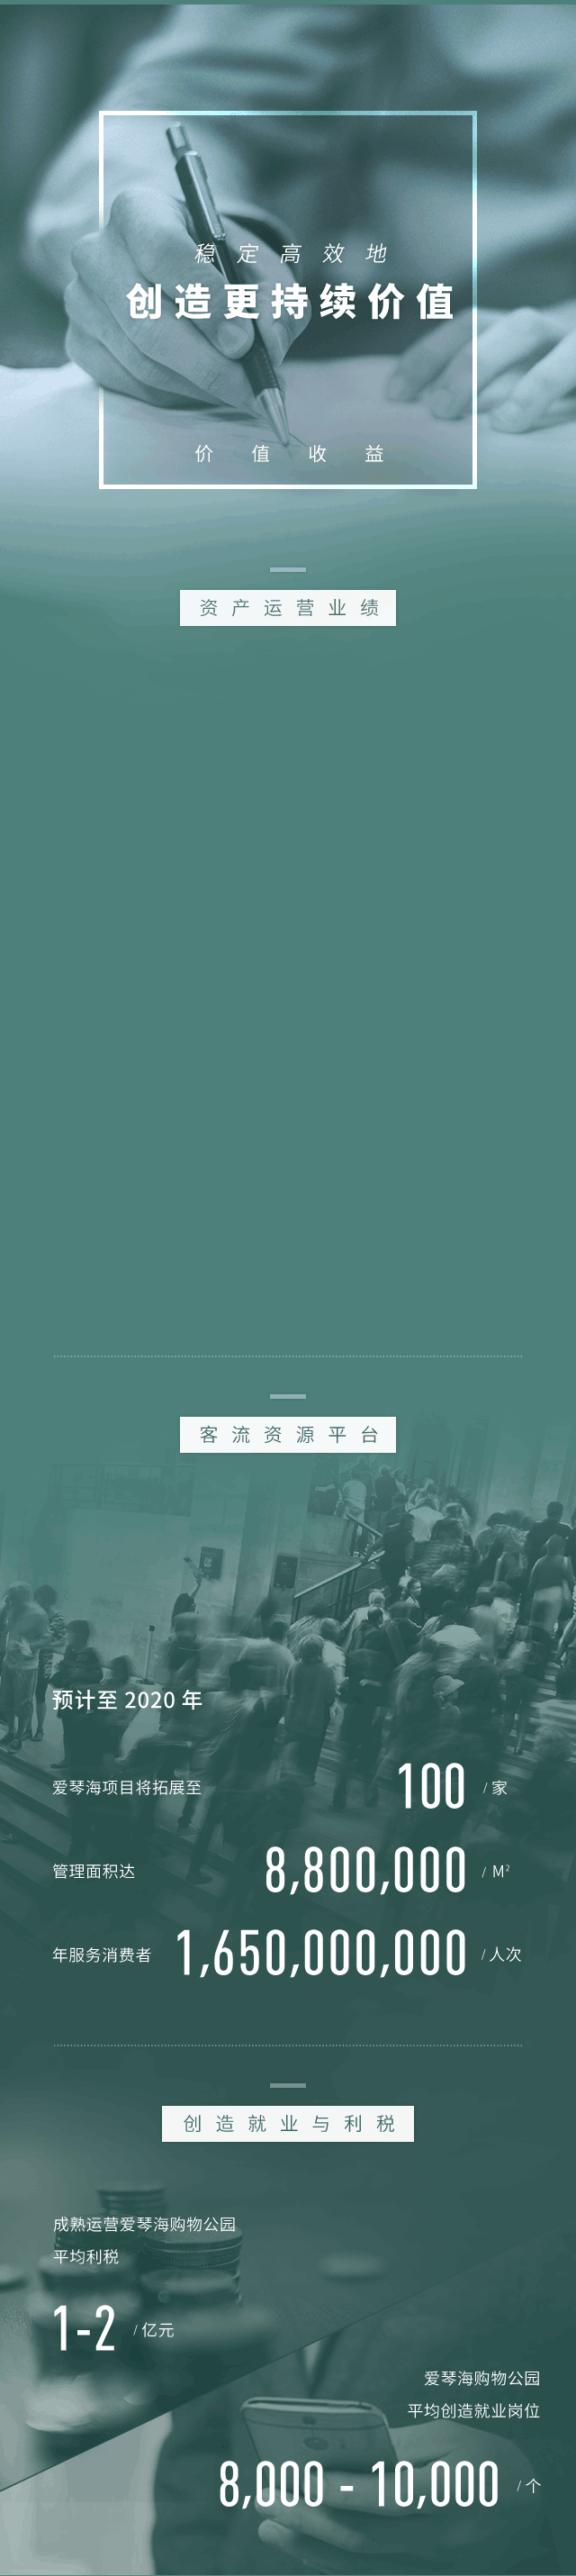 稳定高效地
创造更持续价值
价值收益
资产运营业绩
客流资源平台
预计至 2020 年
爱琴海项目将拓展至 100 / 家
管理面积达 8,800,000 / M²
年服务消费者 1,650,000,000 / 人次
创造就业与利税
成熟运营爱琴海购物公园
平均利税
1-2 / 亿元
爱琴海购物公园
平均创造就业岗位
8,000 - 10,000 / 个